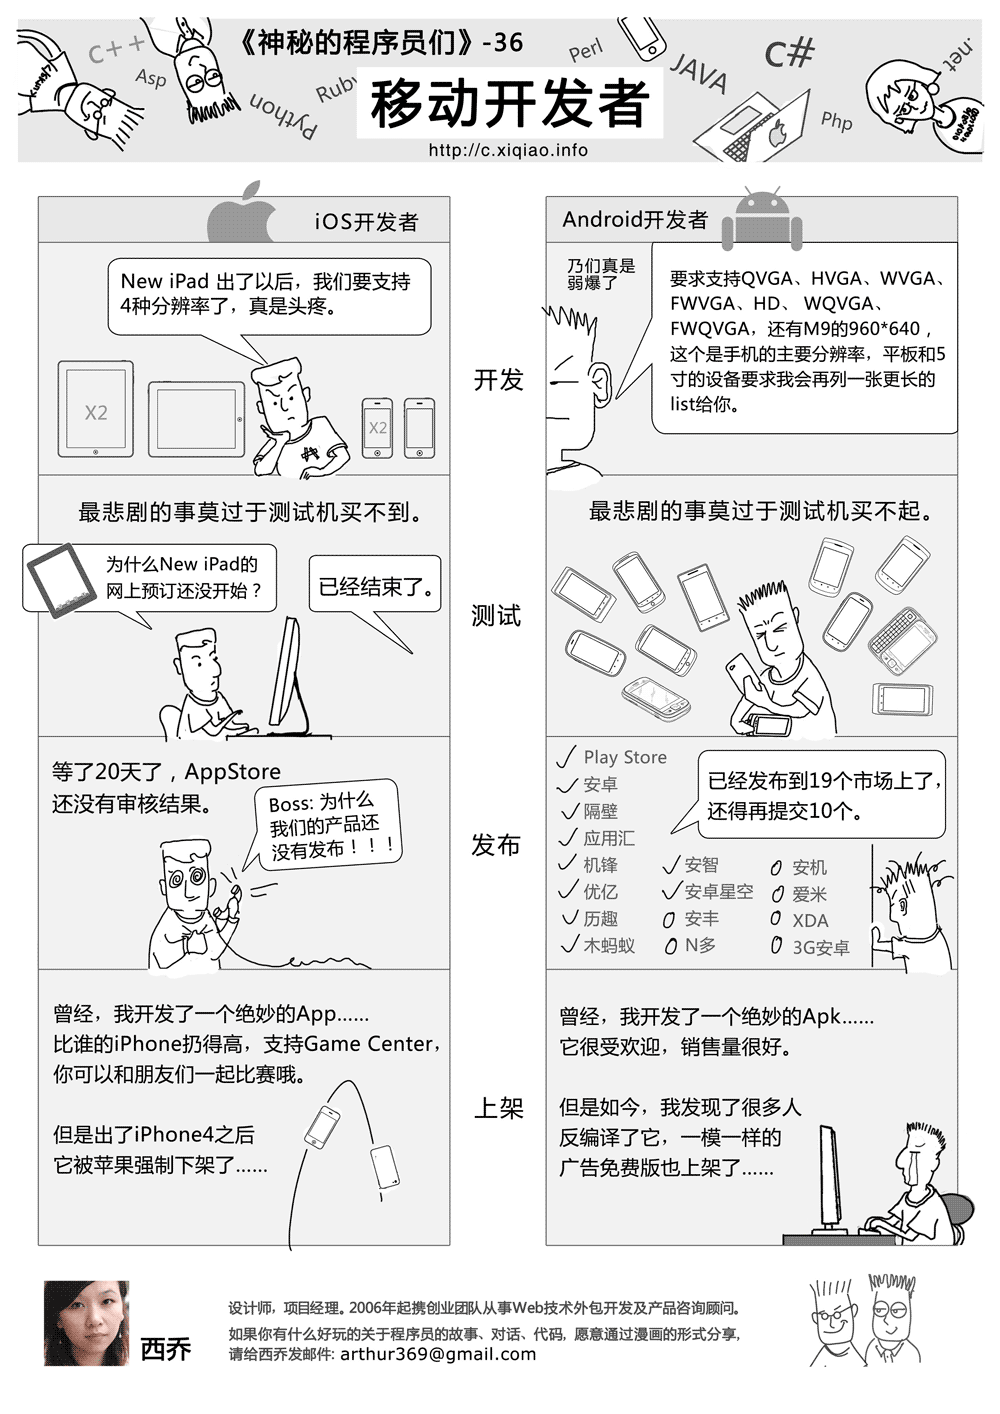 《神秘的程序员们》-36
C++
Asp
Python
Ruby
Perl
JAVA
C#
Php
.net
移动开发者
http://c.xiqiao.info
iOS开发者
New iPad 出了以后，我们要支持
4种分辨率了，真是头疼。
X2
X2
Android开发者
乃们真是
弱爆了
要求支持QVGA、HVGA、WVGA、
FWVGA、HD、 WQVGA、
FWQVGA，还有M9的960*640，
这个是手机的主要分辨率，平板和5
寸的设备要求我会再列一张更长的
list给你。
开发
最悲剧的事莫过于测试机买不到。
为什么New iPad的
网上预订还没开始？
已经结束了。
测试
最悲剧的事莫过于测试机买不起。
等了20天了，AppStore
还没有审核结果。
Boss: 为什么
我们的产品还
没有发布！！！
发布
Play Store
安卓
隔壁
应用汇
机锋
优亿
历趣
木蚂蚁
安智
安卓星空
安丰
N多
安机
爱米
XDA
3G安卓
已经发布到19个市场上了，
还得再提交10个。
曾经，我开发了一个绝妙的App......
比谁的iPhone扔得高，支持Game Center，
你可以和朋友们一起比赛哦。
但是出了iPhone4之后
它被苹果强制下架了......
上架
曾经，我开发了一个绝妙的Apk......
它很受欢迎，销售量很好。
但是如今，我发现了很多人
反编译了它，一模一样的
广告免费版也上架了......
西乔
设计师，项目经理。2006年起携创业团队从事Web技术外包开发及产品咨询顾问。
如果你有什么好玩的关于程序员的故事、对话、代码, 愿意通过漫画的形式分享,
请给西乔发邮件: arthur369@gmail.com